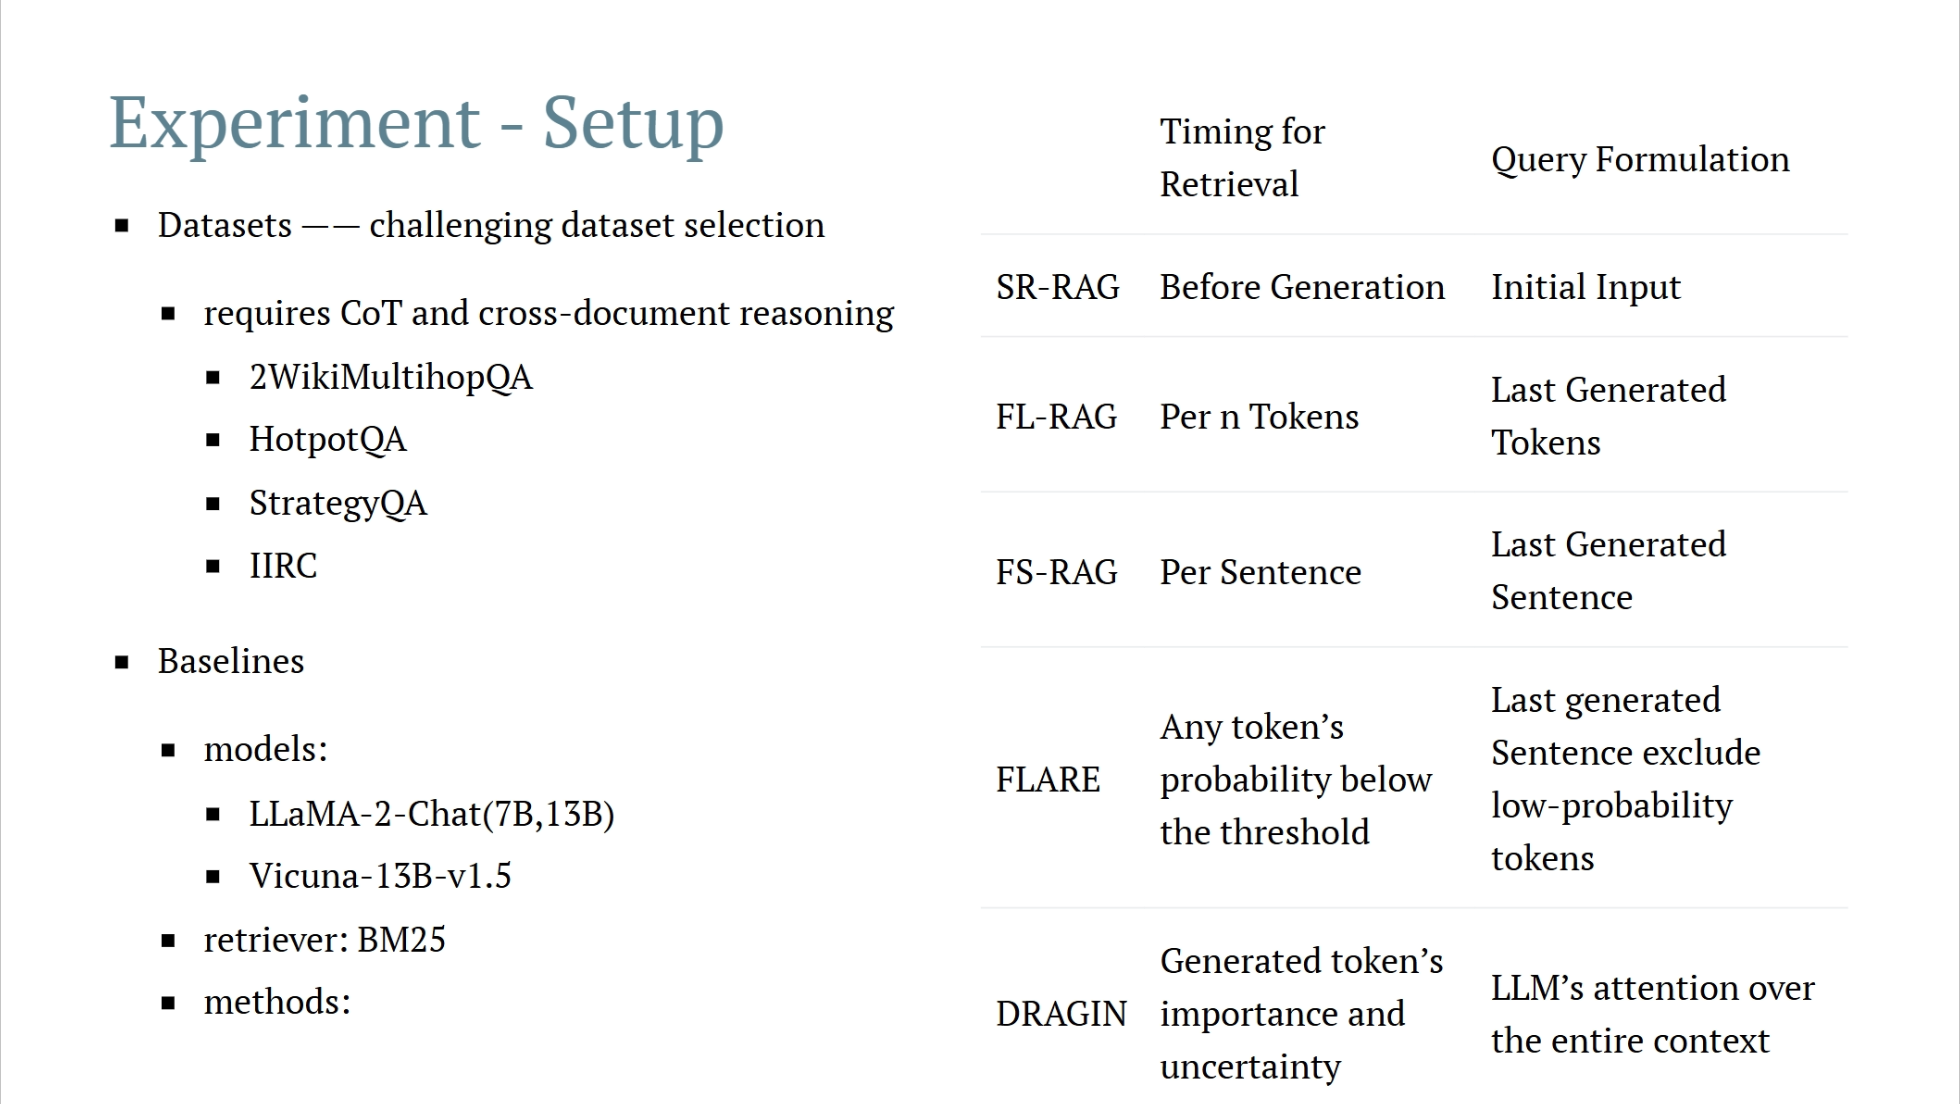 Experiment - Setup
Datasets —— challenging dataset selection
requires CoT and cross-document reasoning
2WikiMultihopQA
HotpotQA
StrategyQA
IIRC
Baselines
models:
LLaMA-2-Chat(7B,13B)
Vicuna-13B-v1.5
retriever: BM25
methods:
Timing for
Retrieval
Query Formulation
SR-RAG Before Generation Initial Input
FL-RAG Per n Tokens
Last Generated
Tokens
FS-RAG Per Sentence
Last Generated
Sentence
FLARE
Any token’s
probability below
the threshold
Last generated
Sentence exclude
low-probability
tokens
DRAGIN
Generated token’s
importance and
uncertainty
LLM’s attention over
the entire context